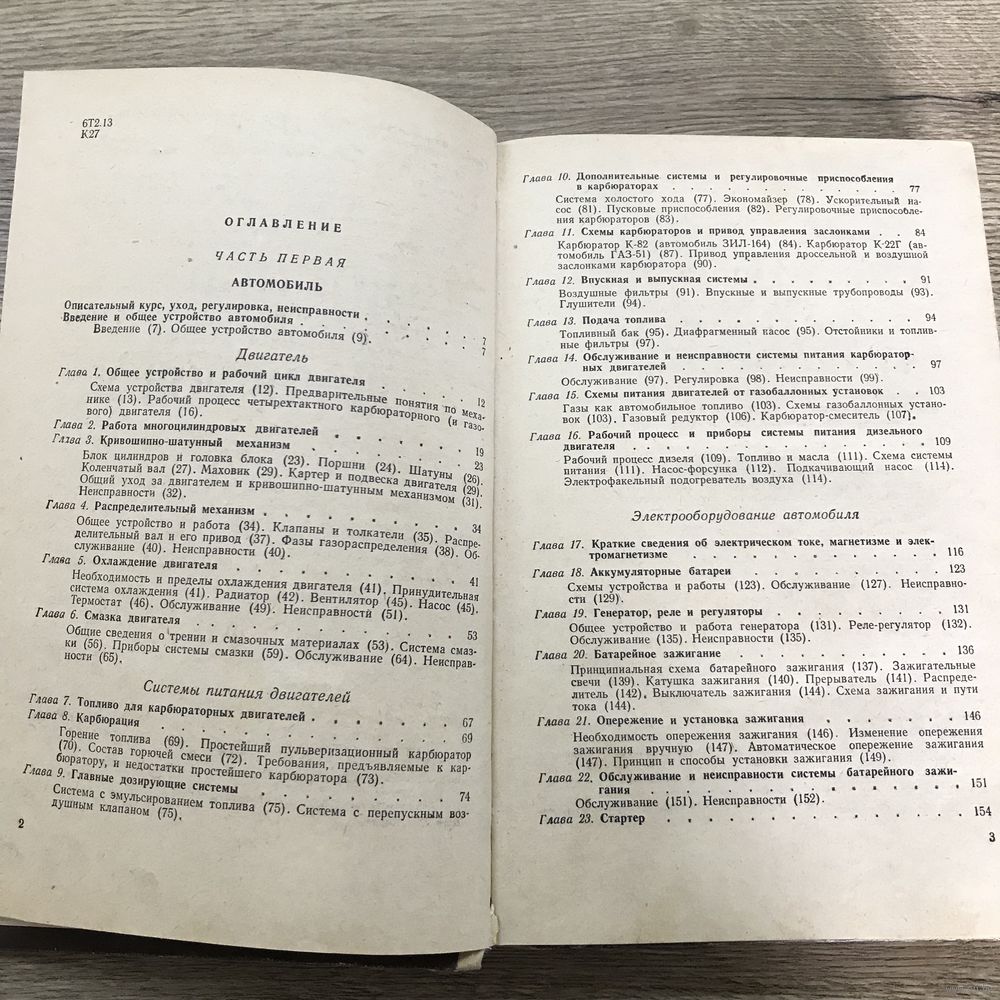 6Т2.13
К27
ОГЛАВЛЕНИЕ
ЧАСТЬ ПЕРВАЯ
АВТОМОБИЛЬ
Описательный курс, уход, регулировка, неисправности . . . . 7
Введение и общее устройство автомобиля . . . . . . 7
Введение (7). Общее устройство автомобиля (9).
Двигатель
Глава 1. Общее устройство и рабочий цикл двигателя . . . . . 12
Схема устройства двигателя (12). Предварительные понятия по меха-
нике (13). Рабочий процесс четырехтактного карбюраторного (и газо-
вого) двигателя (16).
Глава 2. Работа многоцилиндровых двигателей . . . . . . 19
Глава 3. Кривошипно-шатунный механизм . . . . . . . 23
Блок цилиндров и головка блока (23). Поршни (24). Шатуны (26).
Коленчатый вал (27). Маховик (29). Картер и подвеска двигателя (29).
Общий уход за двигателем и кривошипно-шатунным механизмом (31).
Неисправности (32).
Глава 4. Распределительный механизм . . . . . . . . 34
Общее устройство и работа (34). Клапаны и толкатели (35). Распре-
делительный вал и его привод (37). Фазы газораспределения (38). Об-
служивание (40). Неисправности (40).
Глава 5. Охлаждение двигателя . . . . . . . . . 41
Необходимость и пределы охлаждения двигателя (41). Принудительная
система охлаждения (41). Радиатор (42). Вентилятор (45). Насос (45).
Термостат (46). Обслуживание (49). Неисправности (51).
Глава 6. Смазка двигателя . . . . . . . . . . 53
Общие сведения о трении и смазочных материалах (53). Система смаз-
ки (56). Приборы системы смазки (59). Обслуживание (64). Неисправ-
ности (65).
Системы питания двигателей
Глава 7. Топливо для карбюраторных двигателей . . . . . . 67
Глава 8. Карбюрация . . . . . . . . . . . 69
Горение топлива (69). Простейший пульверизационный карбюратор
(70). Состав горючей смеси (72). Требования, предъявляемые к кар-
бюратору, и недостатки простейшего карбюратора (73).
Глава 9. Главные дозирующие системы . . . . . . . . 74
Система с эмульсированием топлива (75). Система с перепускным воз-
душным клапаном (75).
2
Глава 10. Дополнительные системы и регулировочные приспособления
в карбюраторах . . . . . . . . . . . 77
Система холостого хода (77). Экономайзер (78). Ускорительный на-
сос (81). Пусковые приспособления (82). Регулировочные приспособле-
ния карбюраторов (83).
Глава 11. Схемы карбюраторов и привод управления заслонками . . 84
Карбюратор К-82 (автомобиль ЗИЛ-164) (84). Карбюратор К-22Г (ав-
томобиль ГАЗ-51) (87). Привод управления дроссельной и воздушной
заслонками карбюратора (90).
Глава 12. Впускная и выпускная системы . . . . . . . . 91
Воздушные фильтры (91). Впускные и выпускные трубопроводы (93).
Глушители (94).
Глава 13. Подача топлива . . . . . . . . . . . 94
Топливный бак (95). Диафрагменный насос (95). Отстойники и топлив-
ные фильтры (97).
Глава 14. Обслуживание и неисправности системы питания карбюратор-
ных двигателей . . . . . . . . . . . 97
Обслуживание (97). Регулировка (98). Неисправности (99).
Глава 15. Схемы питания двигателей от газобаллонных установок . . 103
Газы как автомобильное топливо (103). Схемы газобаллонных устано-
вок (103). Газовый редуктор (106). Карбюратор-смеситель (107).
Глава 16. Рабочий процесс и приборы системы питания дизельного
двигателя . . . . . . . . . . . . 109
Рабочий процесс дизеля (109). Топливо и масла (111). Схема системы
питания (111). Насос-форсунка (112). Подкачивающий насос (114).
Электрофакельный подогреватель воздуха (114).
Электрооборудование автомобиля
Глава 17. Краткие сведения об электрическом токе, магнетизме и элек-
тромагнетизме . . . . . . . . . . . 116
Глава 18. Аккумуляторные батареи . . . . . . . . . 123
Схемы устройства и работы (123). Обслуживание (127). Неисправно-
сти (129).
Глава 19. Генератор, реле и регуляторы . . . . . . . . 131
Общее устройство и работа генератора (131). Реле-регулятор (132).
Обслуживание (135). Неисправности (135).
Глава 20. Батарейное зажигание . . . . . . . . . . 136
Принципиальная схема батарейного зажигания (137). Зажигательные
свечи (139). Катушка зажигания (140). Прерыватель (141). Распреде-
литель (142). Выключатель зажигания (144). Схема зажигания и пути
тока (144).
Глава 21. Опережение и установка зажигания . . . . . . 146
Необходимость опережения зажигания (146). Изменение опережения
зажигания вручную (147). Автоматическое опережение зажигания
(147). Принцип и способы установки зажигания (149).
Глава 22. Обслуживание и неисправности системы батарейного зажи-
гания . . . . . . . . . . . . . 151
Обслуживание (151). Неисправности (152).
Глава 23. Стартер . . . . . . . . . . . . . 154
3